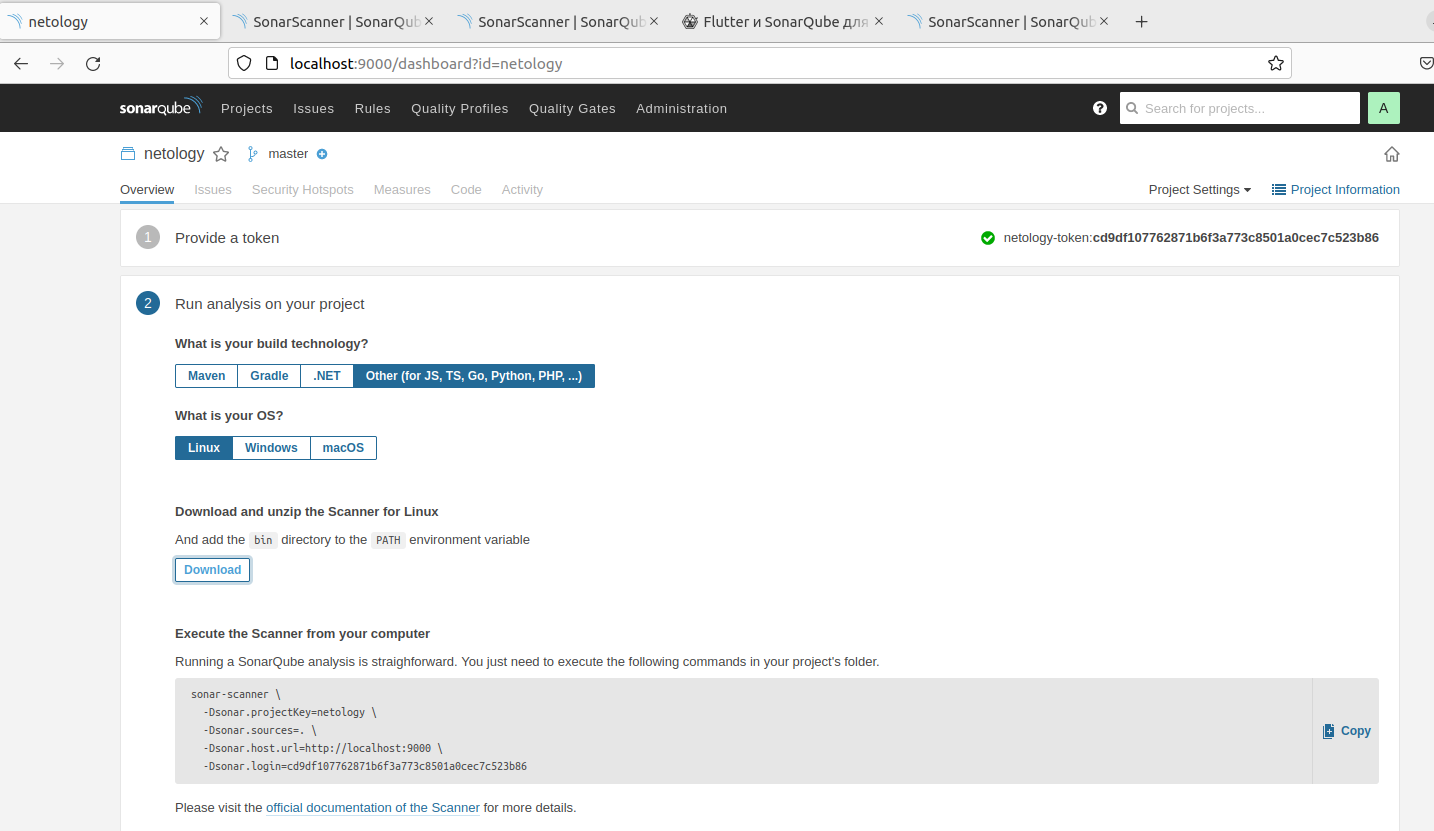 netology
SonarScanner | SonarQub
SonarScanner | SonarQub
Flutter и SonarQube для
SonarScanner | SonarQub
localhost:9000/dashboard?id=netology
sonarqube Projects Issues Rules Quality Profiles Quality Gates Administration Search for projects... A
netology master
Overview Issues Security Hotspots Measures Code Activity Project Settings Project Information
1 Provide a token netology-token:cd9df107762871b6f3a773c8501a0cec7c523b86
2 Run analysis on your project
What is your build technology?
Maven Gradle .NET Other (for JS, TS, Go, Python, PHP, ...)
What is your OS?
Linux Windows macOS
Download and unzip the Scanner for Linux
And add the bin directory to the PATH environment variable
Download
Execute the Scanner from your computer
Running a SonarQube analysis is straighforward. You just need to execute the following commands in your project's folder.
sonar-scanner \
-Dsonar.projectKey=netology \
-Dsonar.sources=. \
-Dsonar.host.url=http://localhost:9000 \
-Dsonar.login=cd9df107762871b6f3a773c8501a0cec7c523b86
Copy
Please visit the official documentation of the Scanner for more details.